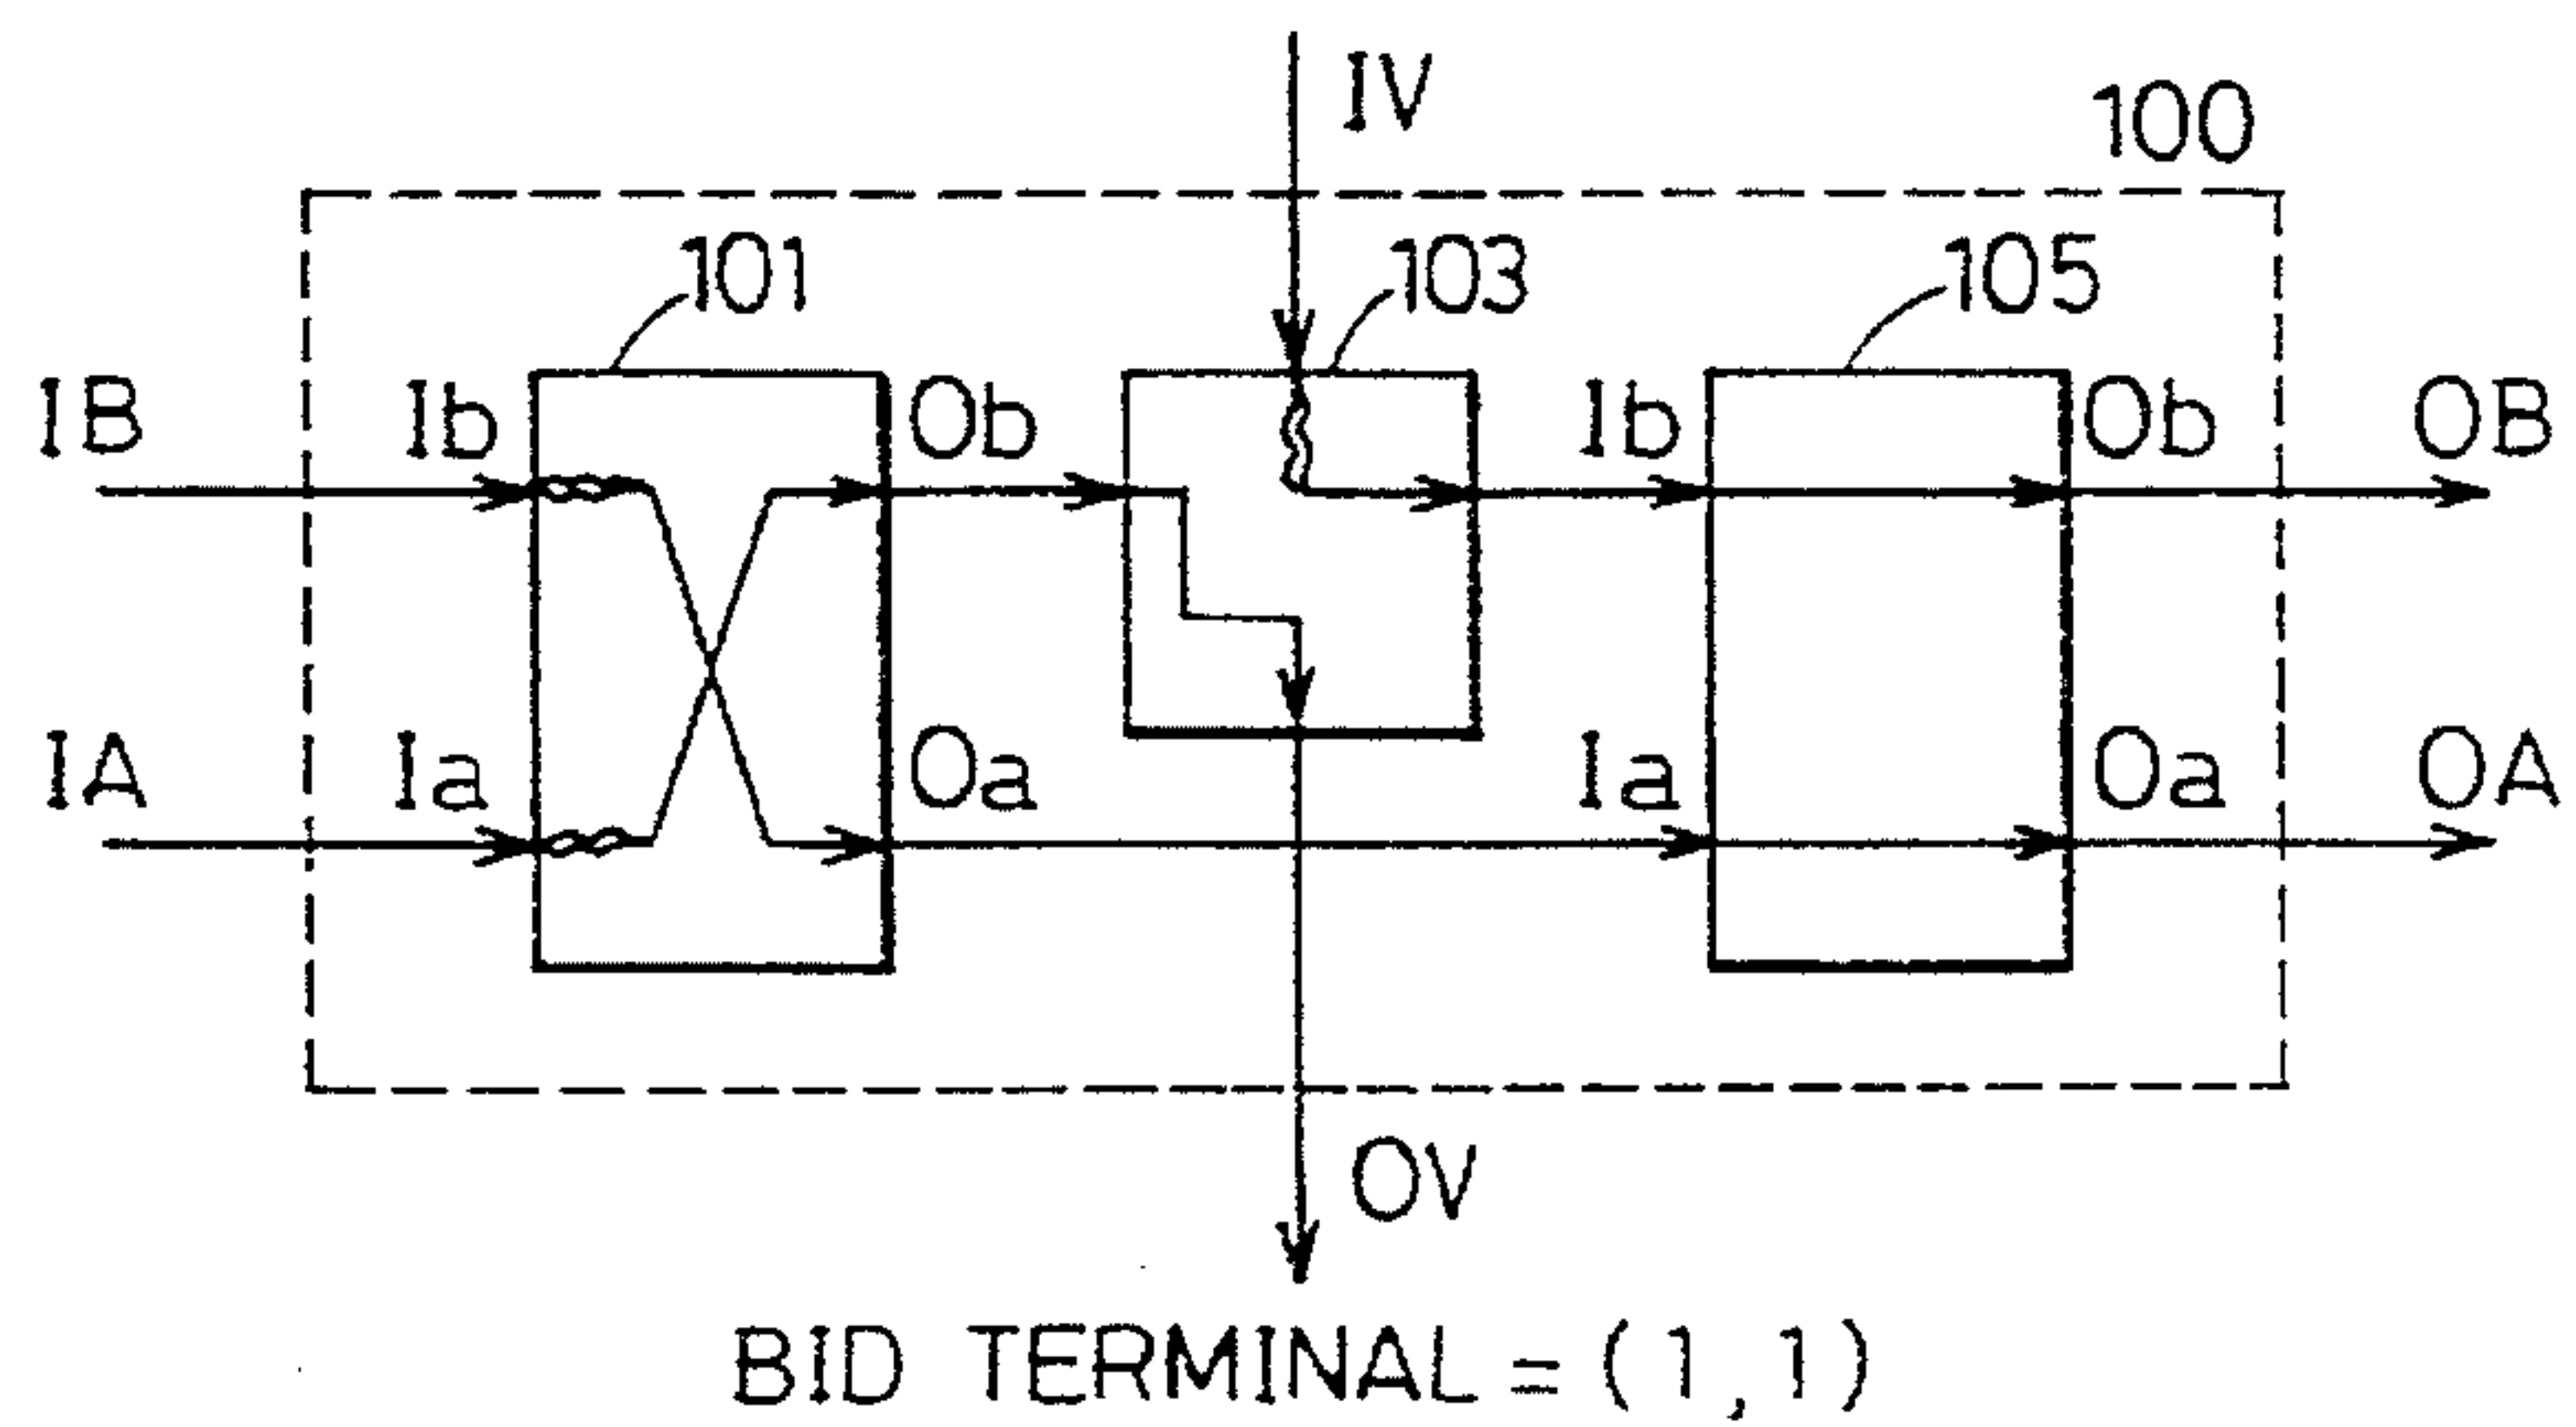 IV
100
101
103
105
IB
Ib
Ob
Ib
Ob
OB
IA
Ia
Oa
Ia
Oa
OA
OV
BID TERMINAL = (1,1)